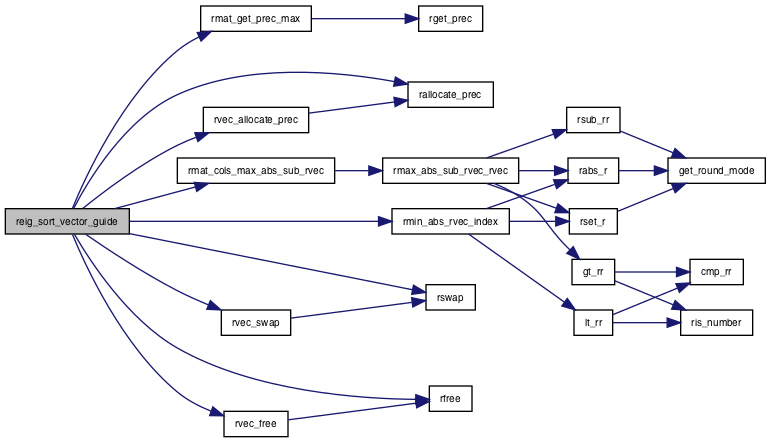 rmat_get_prec_max
rget_prec
rallocate_prec
rvec_allocate_prec
rsub_rr
rmat_cols_max_abs_sub_rvec
rmax_abs_sub_rvec_rvec
rabs_r
get_round_mode
reig_sort_vector_guide
rmin_abs_rvec_index
rset_r
gt_rr
cmp_rr
rswap
rvec_swap
lt_rr
ris_number
rfree
rvec_free